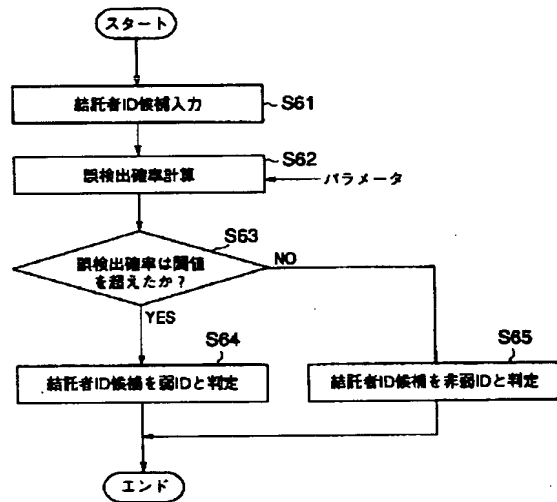 スタート
結託者ID候補入力
S61
誤検出確率計算
S62
パラメータ
誤検出確率は閾値
を超えたか？
S63
NO
YES
結託者ID候補を弱IDと判定
S64
結託者ID候補を非弱IDと判定
S65
エンド